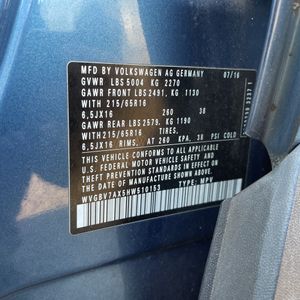 MFD BY VOLKSWAGEN AG GERMANY 07/16
GVWR LBS 5004 KG 2270
GAWR FRONT LBS 2491, KG 1130
WITH 215/65R16
6,5JX16 260 38
GAWR REAR LBS 2579, KG 1190
WITH 215/65R16 TIRES,
6,5JX16 RIMS, AT 260 KPA, 38 PSI COLD
THIS VEHICLE CONFORMS TO ALL APPLICABLE
FEDERAL MOTOR VEHICLE SAFETY AND
THEFT PREVENTION STANDARDS IN EFFECT ON THE
DATE OF MANUFACTURE SHOWN ABOVE.
TYPE: MPV